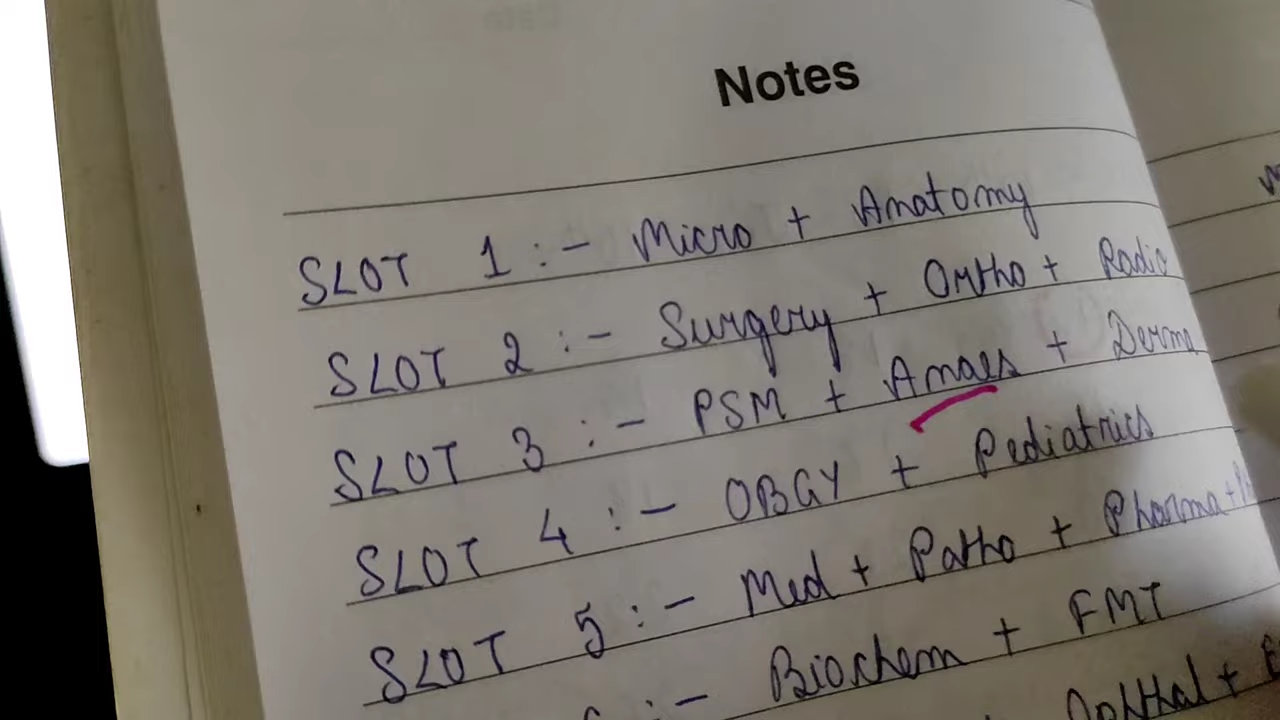 Notes
SLOT 1 :- Micro + Anatomy
SLOT 2 :- Surgery + Ortho + Radio
SLOT 3 :- PSM + Anaes + Derma
SLOT 4 :- OBGY + Pediatrics
SLOT 5 :- Med + Patho + Pharma +
:- Biochem + FMT
Ophthal +